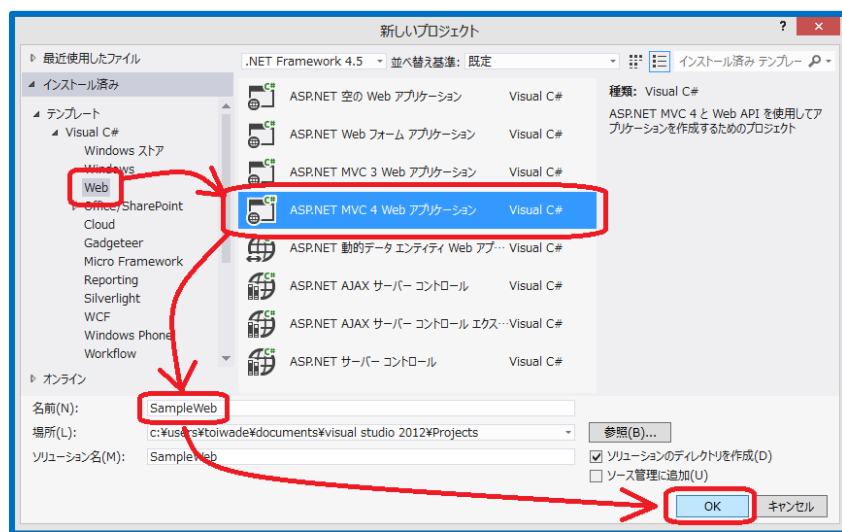 新しいプロジェクト ? ×
最近使用したファイル
.NET Framework 4.5 並べ替え基準: 既定
インストール済み テンプレー
インストール済み
テンプレート
Visual C#
Windows ストア
Windows
Web
Office/SharePoint
Cloud
Gadgeteer
Micro Framework
Reporting
Silverlight
WCF
Windows Phone
Workflow
オンライン
ASP.NET 空の Web アプリケーション Visual C#
ASP.NET Web フォーム アプリケーション Visual C#
ASP.NET MVC 3 Web アプリケーション Visual C#
ASP.NET MVC 4 Web アプリケーション Visual C#
ASP.NET 動的データ エンティティ Web アプ… Visual C#
ASP.NET AJAX サーバー コントロール Visual C#
ASP.NET AJAX サーバー コントロール エクス… Visual C#
ASP.NET サーバー コントロール Visual C#
種類: Visual C#
ASP.NET MVC 4 と Web API を使用してア
プリケーションを作成するためのプロジェクト
名前(N): SampleWeb
場所(L): c:¥users¥toiwade¥documents¥visual studio 2012¥Projects
参照(B)...
ソリューション名(M): SampleWeb
ソリューションのディレクトリを作成(D)
ソース管理に追加(U)
OK キャンセル